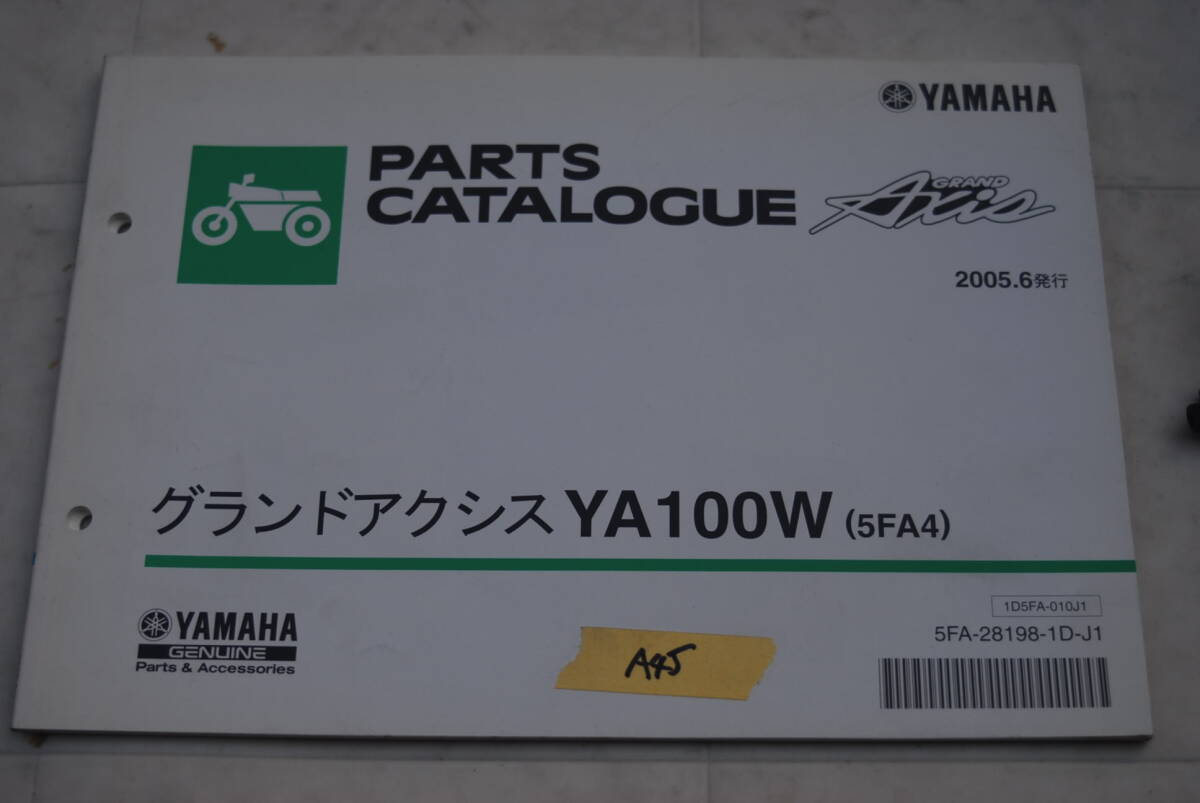 YAMAHA
PARTS
CATALOGUE
GRAND
Axis
2005.6発行
グランドアクシス YA100W (5FA4)
1D5FA-010J1
5FA-28198-1D-J1
YAMAHA
GENUINE
Parts & Accessories
A45